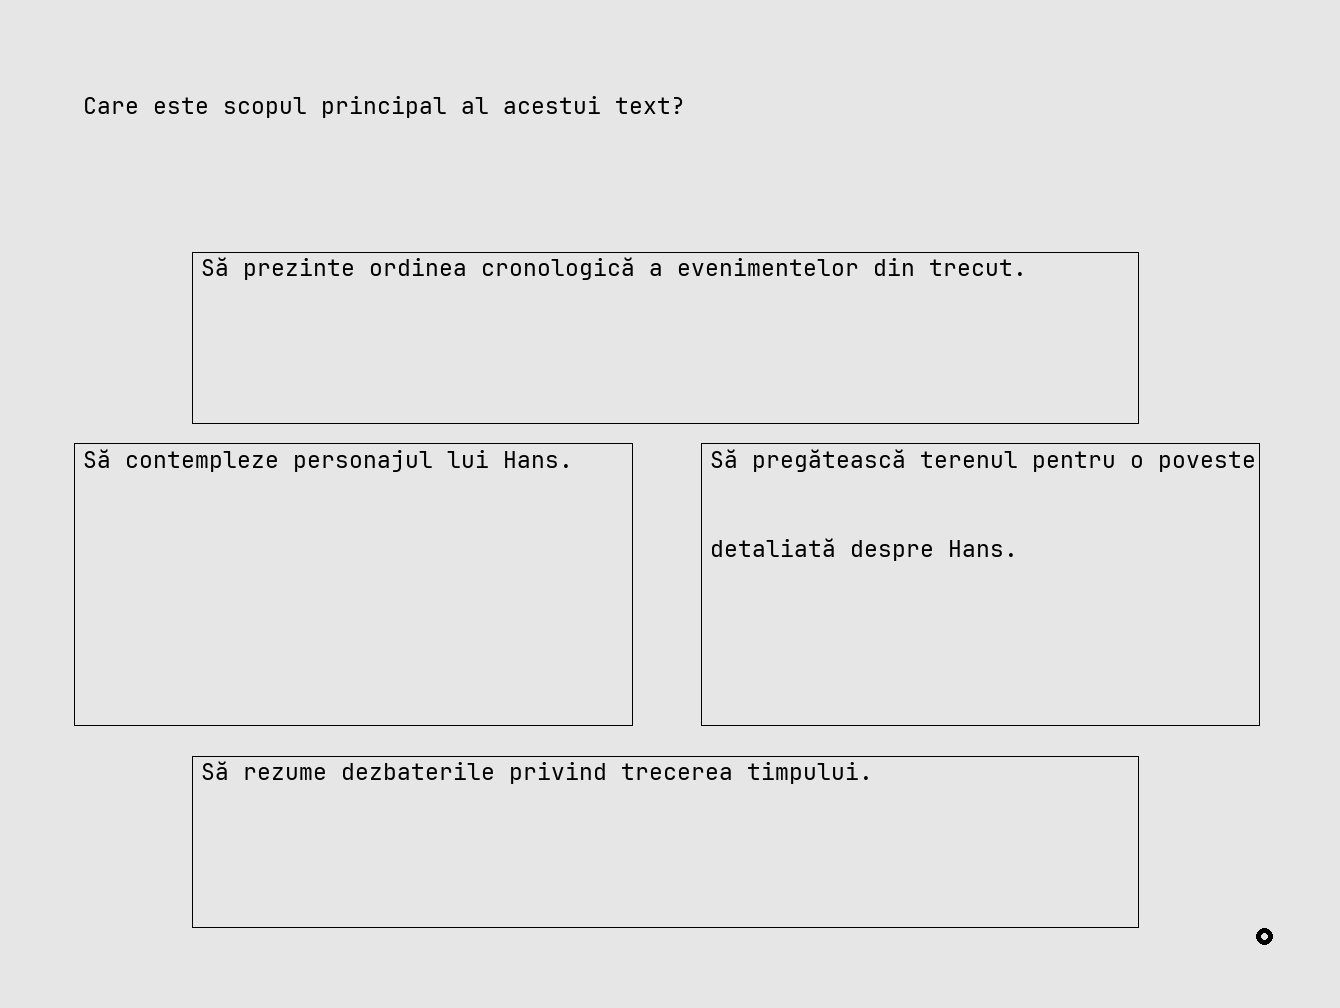 Care este scopul principal al acestui text?
Să prezinte ordinea cronologică a evenimentelor din trecut.
Să contempleze personajul lui Hans.
Să pregătească terenul pentru o poveste
detaliată despre Hans.
Să rezume dezbaterile privind trecerea timpului.